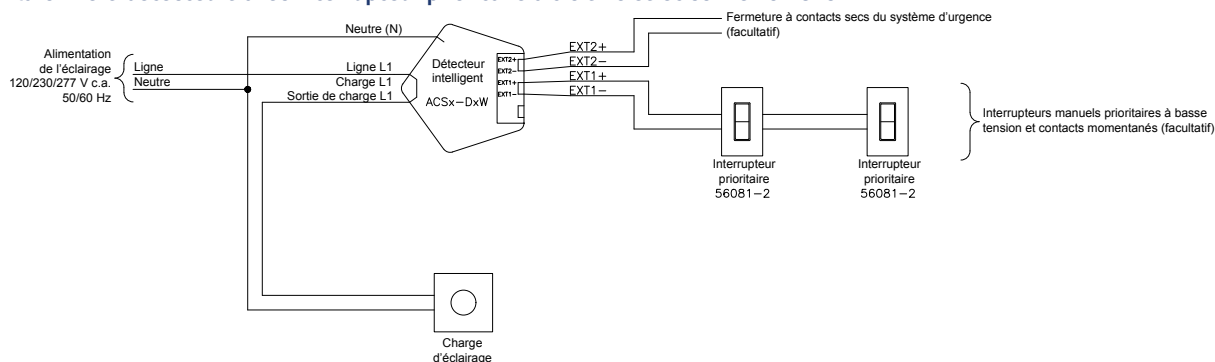 Neutre (N)
Fermeture à contacts secs du système d'urgence
(facultatif)
EXT2+
EXT2−
EXT1+
EXT1−
Alimentation
de l'éclairage
120/230/277 V c.a.
50/60 Hz
Ligne
Neutre
Ligne L1
Charge L1
Sortie de charge L1
Détecteur
intelligent
ACSx−DxW
EXT2+
EXT2−
EXT1+
EXT1−
Interrupteurs manuels prioritaires à basse
tension et contacts momentanés (facultatif)
Interrupteur
prioritaire
56081−2
Interrupteur
prioritaire
56081−2
Charge
d'éclairage